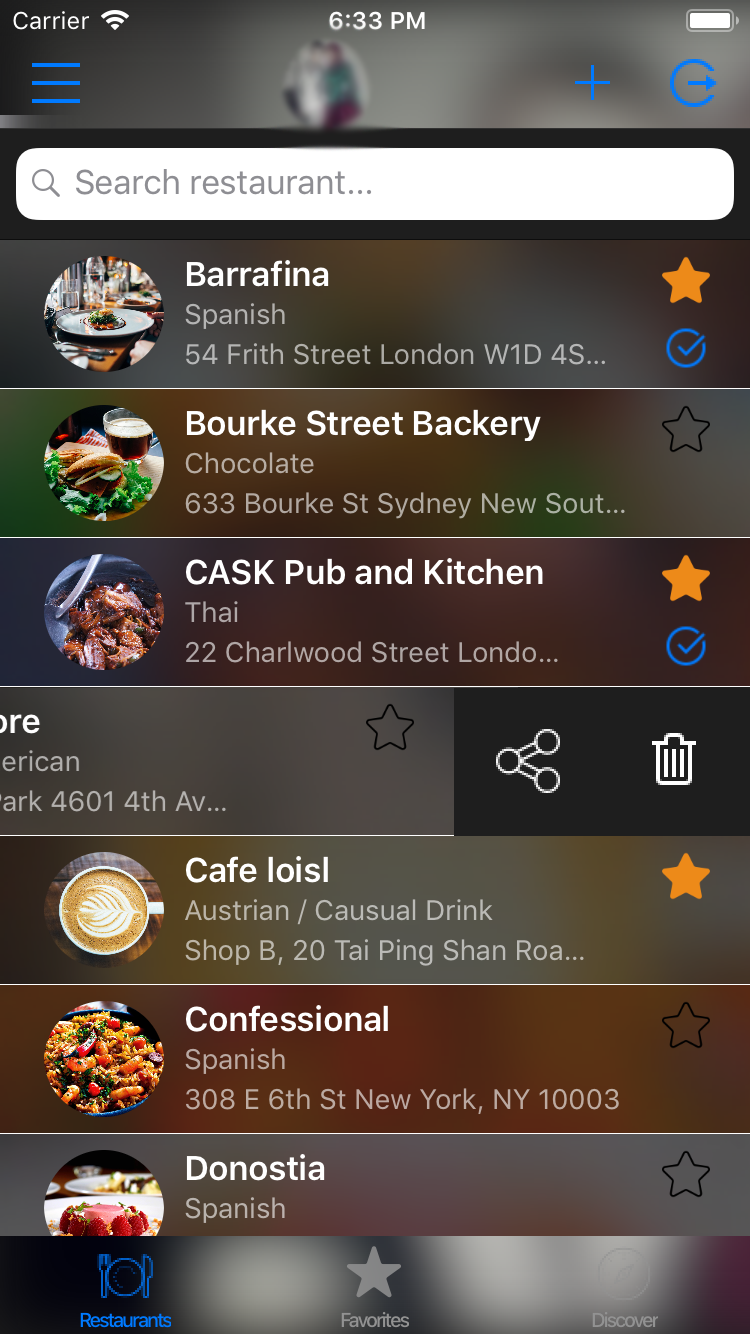 Carrier 6:33 PM
Search restaurant...
Barrafina
Spanish
54 Frith Street London W1D 4S...
Bourke Street Backery
Chocolate
633 Bourke St Sydney New Sout...
CASK Pub and Kitchen
Thai
22 Charlwood Street Londo...
ore
erican
Park 4601 4th Av...
Cafe loisl
Austrian / Causual Drink
Shop B, 20 Tai Ping Shan Roa...
Confessional
Spanish
308 E 6th St New York, NY 10003
Donostia
Spanish
Restaurants Favorites Discover